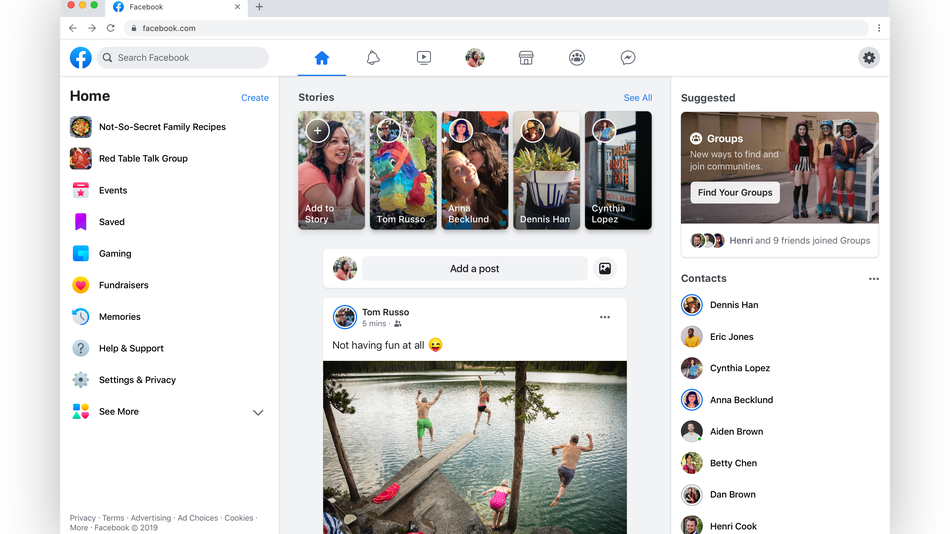 Facebook
facebook.com
Search Facebook
Home
Create
Not-So-Secret Family Recipes
Red Table Talk Group
Events
Saved
Gaming
Fundraisers
Memories
Help & Support
Settings & Privacy
See More
Privacy · Terms · Advertising · Ad Choices · Cookies ·
More · Facebook © 2019
Stories
See All
Add to
Story
Tom Russo
Anna
Becklund
Dennis Han
Cynthia
Lopez
Add a post
Tom Russo
5 mins ·
Not having fun at all 😜
Suggested
Groups
New ways to find and
join communities.
Find Your Groups
Henri and 9 friends joined Groups
Contacts
Dennis Han
Eric Jones
Cynthia Lopez
Anna Becklund
Aiden Brown
Betty Chen
Dan Brown
Henri Cook